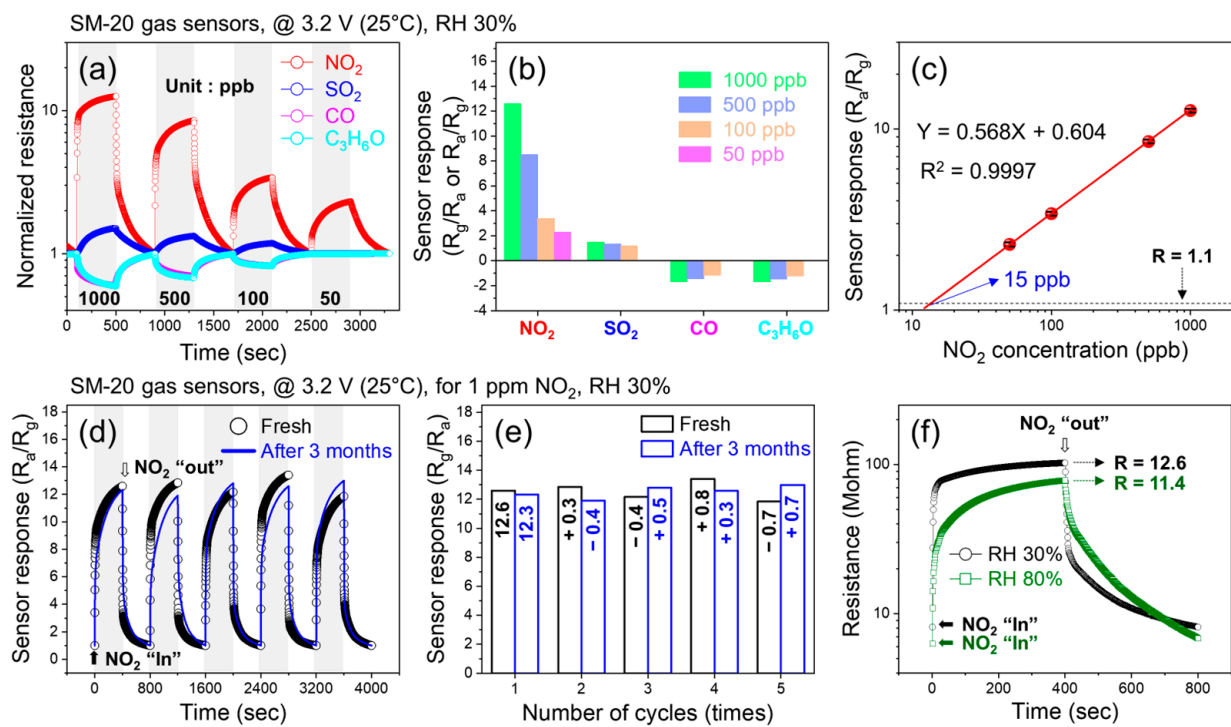 SM-20 gas sensors, @ 3.2 V (25°C), RH 30%
(a)
Unit : ppb
NO₂
SO₂
CO
C₃H₆O
Normalized resistance
10
1
1000 500 100 50
0 500 1000 1500 2000 2500 3000
Time (sec)
(b)
1000 ppb
500 ppb
100 ppb
50 ppb
Sensor response
(Rg/Ra or Ra/Rg)
16
14
12
10
8
6
4
2
0
-2
-4
NO₂ SO₂ CO C₃H₆O
(c)
Y = 0.568X + 0.604
R² = 0.9997
R = 1.1
15 ppb
Sensor response (Ra/Rg)
10
1
10 100 1000
NO₂ concentration (ppb)
SM-20 gas sensors, @ 3.2 V (25°C), for 1 ppm NO₂, RH 30%
(d)
Fresh
After 3 months
NO₂ “out”
NO₂ “In”
Sensor response (Ra/Rg)
18
16
14
12
10
8
6
4
2
0
0 800 1600 2400 3200 4000
Time (sec)
(e)
Fresh
After 3 months
12.6 12.3 + 0.3 − 0.4 − 0.4 + 0.5 + 0.8 + 0.3 − 0.7 + 0.7
Sensor response (Rg/Ra)
18
16
14
12
10
8
6
4
2
0
1 2 3 4 5
Number of cycles (times)
(f)
NO₂ “out”
R = 12.6
R = 11.4
RH 30%
RH 80%
NO₂ “In”
NO₂ “In”
Resistance (Mohm)
100
10
0 200 400 600 800
Time (sec)